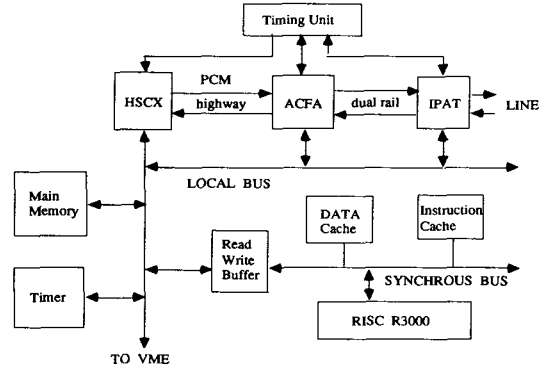 Timing Unit
PCM
HSCX
highway
ACFA
dual rail
IPAT
LINE
LOCAL BUS
Main
Memory
DATA
Cache
Instruction
Cache
Read
Write
Buffer
Timer
SYNCHROUS BUS
RISC R3000
TO VME